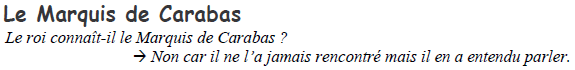 Le Marquis de Carabas
Le roi connaît-il le Marquis de Carabas ?
→ Non car il ne l’a jamais rencontré mais il en a entendu parler.